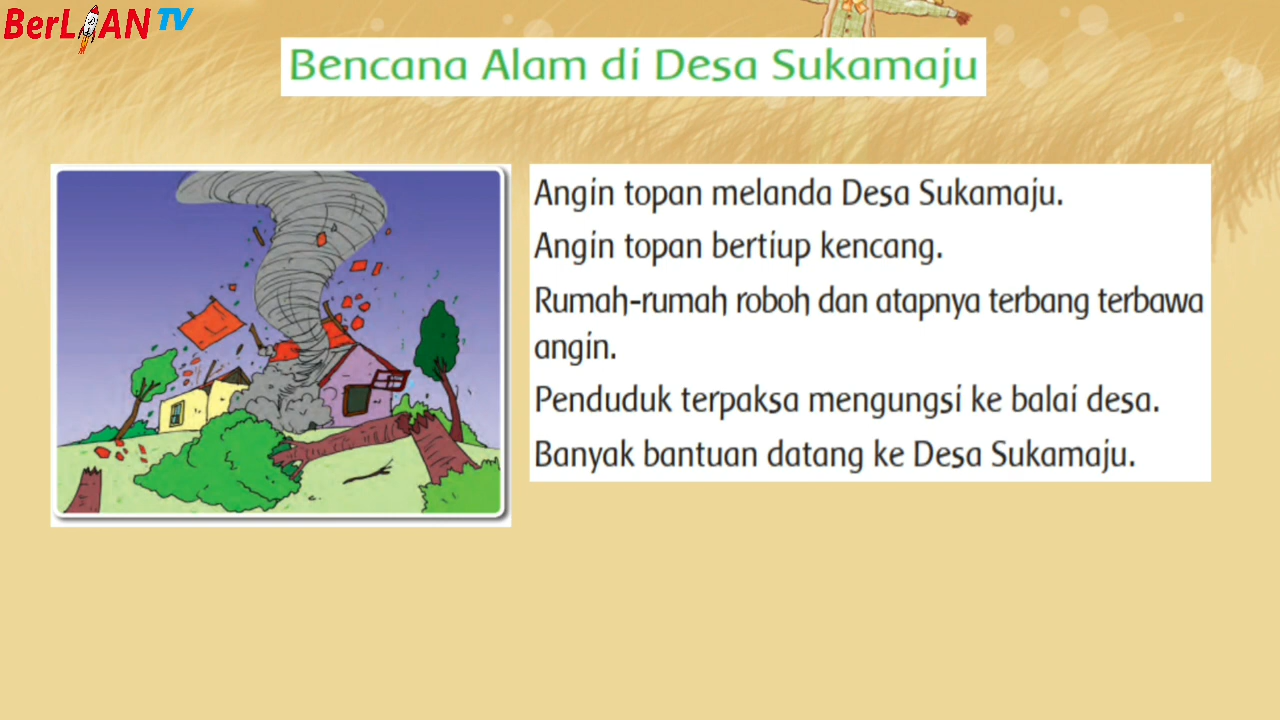 BerLIAN TV
Bencana Alam di Desa Sukamaju
Angin topan melanda Desa Sukamaju.
Angin topan bertiup kencang.
Rumah-rumah roboh dan atapnya terbang terbawa
angin.
Penduduk terpaksa mengungsi ke balai desa.
Banyak bantuan datang ke Desa Sukamaju.